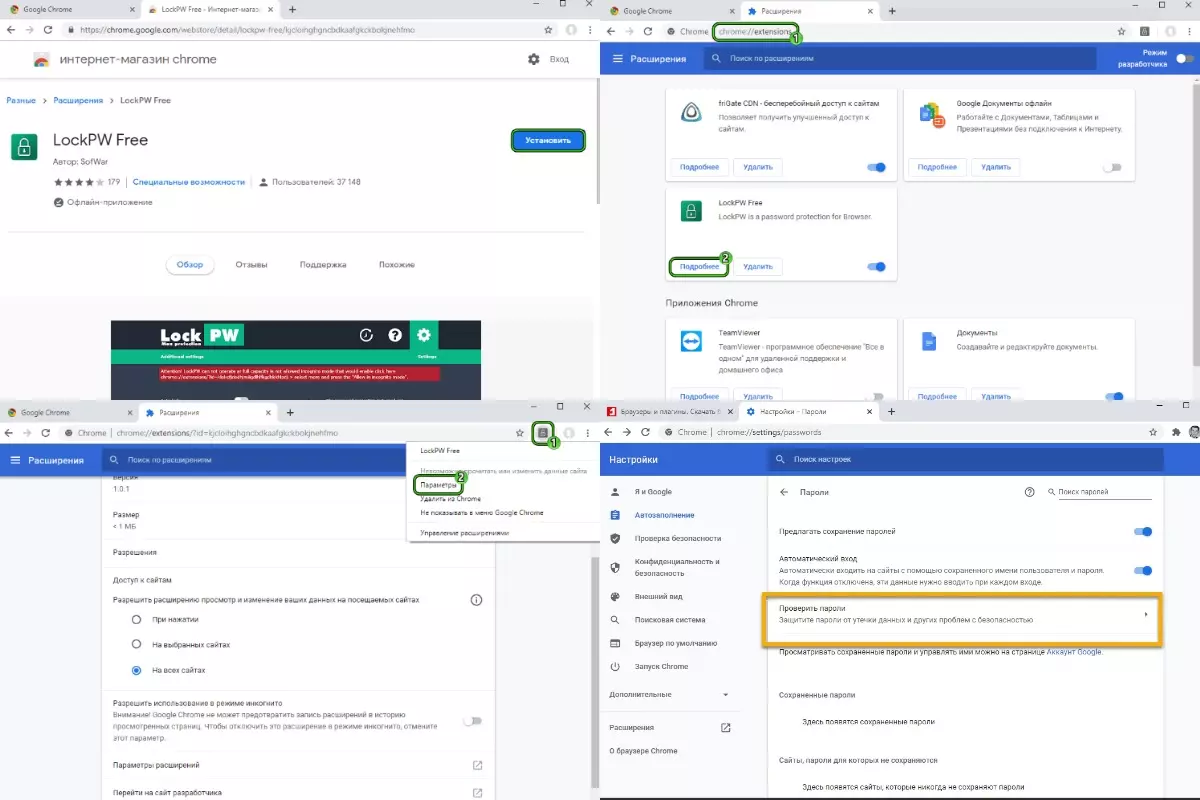 Google Chrome
LockPW Free - Интернет-магаз
https://chrome.google.com/webstore/detail/lockpw-free/
интернет-магазин chrome
Вход
Разные
Расширения
LockPW Free
LockPW Free
Автор: SofWar
Установить
179
Специальные возможности
Пользователей: 37 148
Офлайн-приложение
Обзор
Отзывы
Поддержка
Похожие
Lock PW
Additional settings
Settings
Google Chrome
Расширения
Chrome
chrome://extensions
1
Расширения
Поиск по расширениям
Режим
разработчика
friGate CDN - бесперебойный доступ к сайтам
Позволяет получить улучшенный доступ к
сайтам.
Подробнее
Удалить
Google Документы офлайн
Работайте с Документами, Таблицами и
Презентациями без подключения к Интернету.
Подробнее
Удалить
LockPW Free
LockPW is a password protection for Browser.
Подробнее
2
Удалить
Приложения Chrome
TeamViewer
TeamViewer - программное обеспечение "Все в
одном" для удаленной поддержки и
домашнего офиса
Подробнее
Удалить
Документы
Создавайте и редактируйте документы.
Подробнее
Удалить
Google Chrome
Расширения
Chrome
chrome://extensions/?id=
1
Расширения
Поиск по расширениям
LockPW Free
Невозможно прочитать или изменить данные сайта
Параметры
2
Удалить из Chrome
Не показывать в меню Google Chrome
Управление расширениями
Версия
1.0.1
Размер
< 1 МБ
Разрешения
Доступ к сайтам
Разрешить расширению просмотр и изменение ваших данных на посещаемых сайтах
При нажатии
На выбранных сайтах
На всех сайтах
Разрешить использование в режиме инкогнито
Внимание! Google Chrome не может предотвратить запись расширений в историю
просмотренных страниц. Чтобы отключить это расширение в режиме инкогнито, отмените
этот параметр.
Параметры расширений
Перейти на сайт разработчика
Браузеры и плагины. Скачать
Настройки – Пароли
Chrome
chrome://settings/passwords
Настройки
Поиск настроек
Я и Google
Автозаполнение
Проверка безопасности
Конфиденциальность и
безопасность
Внешний вид
Поисковая система
Браузер по умолчанию
Запуск Chrome
Дополнительные
Расширения
О браузере Chrome
Пароли
Поиск паролей
Предлагать сохранение паролей
Автоматический вход
Автоматически входить на сайты с помощью сохраненного имени пользователя и пароля.
Когда функция отключена, эти данные нужно вводить при каждом входе.
Проверить пароли
Защитите пароли от утечки данных и других проблем с безопасностью
Просматривать сохраненные пароли и управлять ими можно на странице Аккаунт Google.
Сохраненные пароли
Здесь появятся сохраненные пароли
Сайты, пароли для которых не сохраняются
Здесь появятся сайты, которые никогда не сохраняют пароли